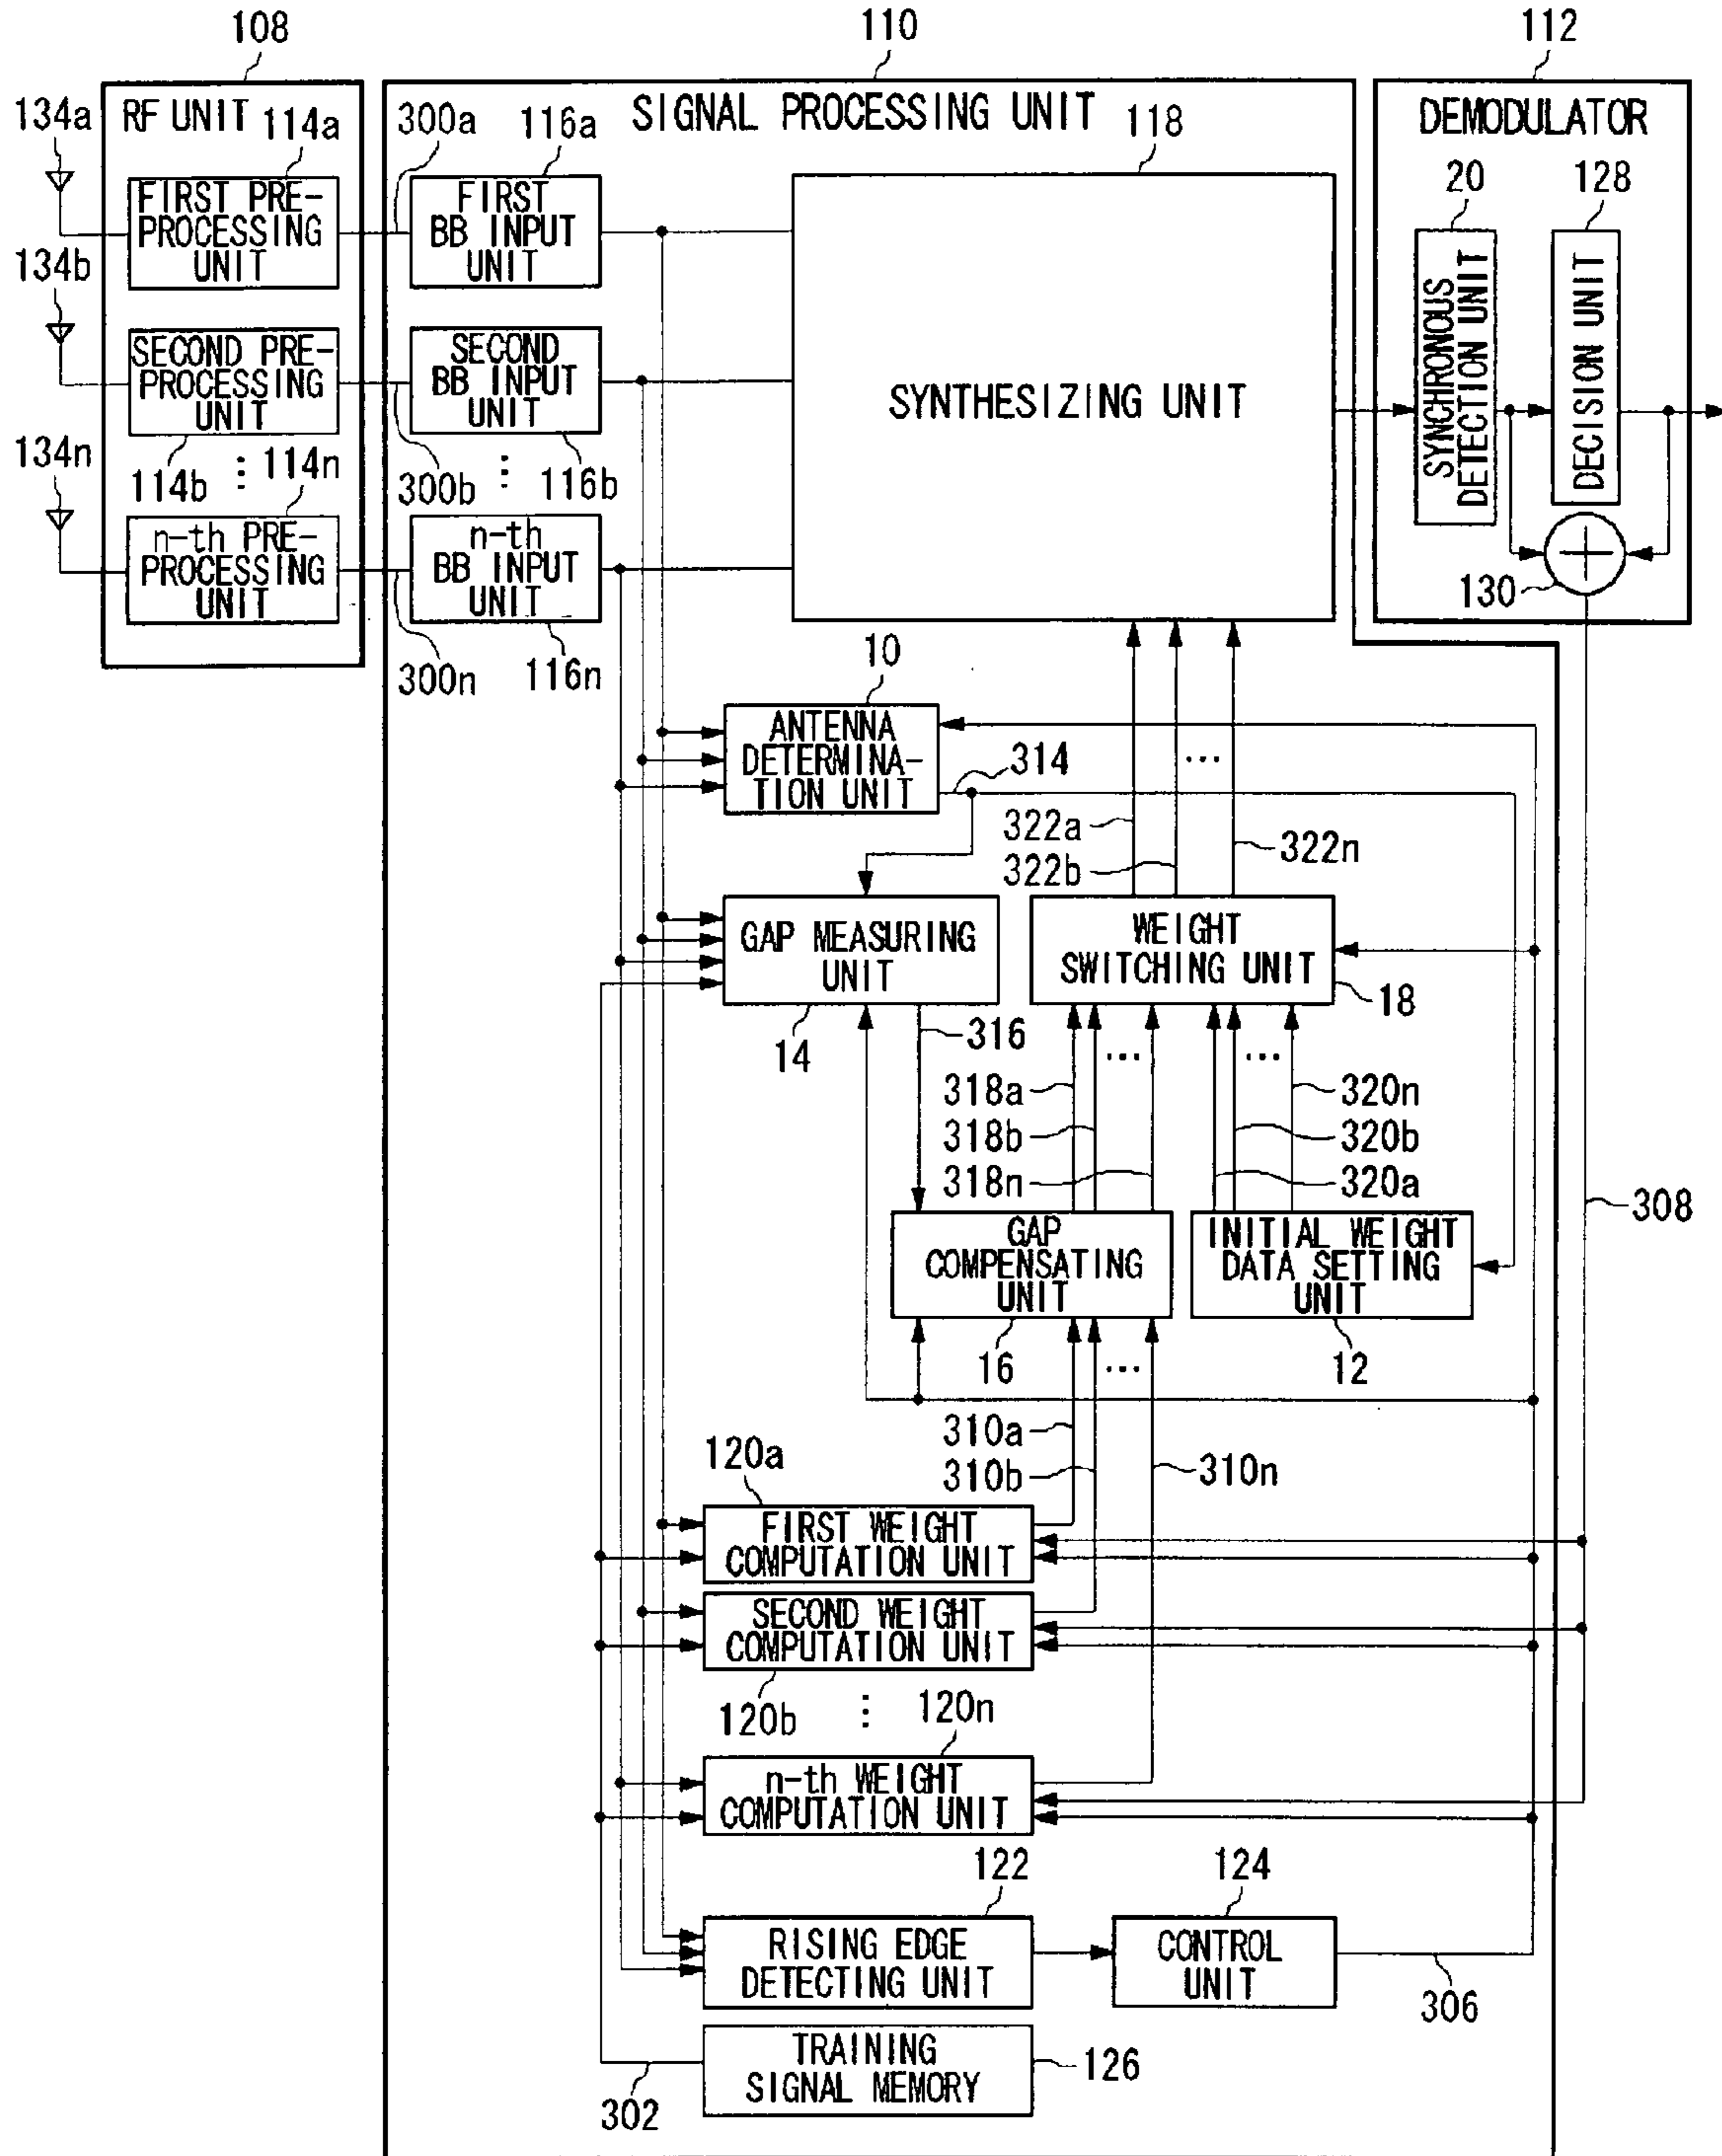 108
110
112
134a
RF UNIT
114a
300a
116a
SIGNAL PROCESSING UNIT
118
DEMODULATOR
FIRST PRE-
PROCESSING
UNIT
FIRST
BB INPUT
UNIT
20
128
134b
SECOND PRE-
PROCESSING
UNIT
SECOND
BB INPUT
UNIT
SYNTHESIZING UNIT
SYNCHRONOUS
DETECTION UNIT
DECISION UNIT
134n
114b
⋮
114n
300b
⋮
116b
n-th PRE-
PROCESSING
UNIT
n-th
BB INPUT
UNIT
130
300n
116n
10
ANTENNA
DETERMINA-
TION UNIT
314
...
322a
322b
322n
GAP MEASURING
UNIT
WEIGHT
SWITCHING UNIT
18
14
316
...
...
318a
318b
318n
320n
320b
320a
308
GAP
COMPENSATING
UNIT
INITIAL WEIGHT
DATA SETTING
UNIT
16
...
12
310a
310b
310n
120a
FIRST WEIGHT
COMPUTATION UNIT
SECOND WEIGHT
COMPUTATION UNIT
120b
⋮
120n
n-th WEIGHT
COMPUTATION UNIT
122
124
RISING EDGE
DETECTING UNIT
CONTROL
UNIT
306
TRAINING
SIGNAL MEMORY
126
302